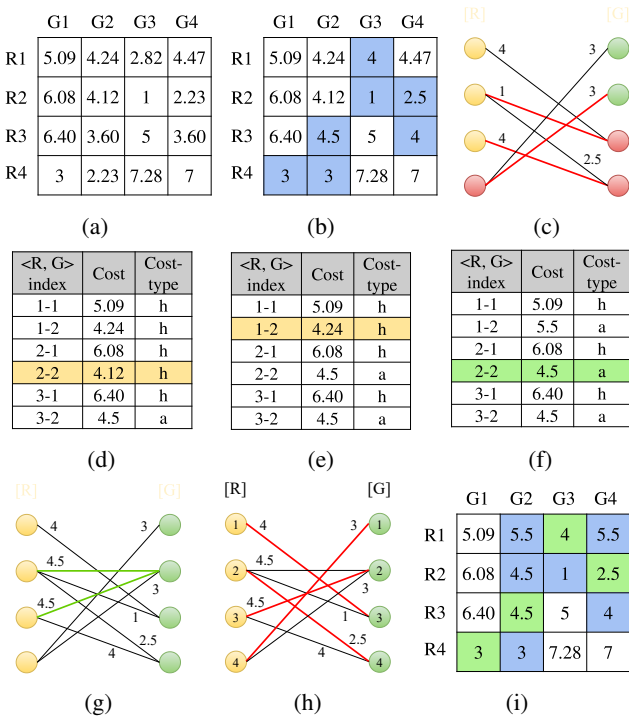 G1 G2 G3 G4
R1 5.09 4.24 2.82 4.47
R2 6.08 4.12 1 2.23
R3 6.40 3.60 5 3.60
R4 3 2.23 7.28 7
(a)
G1 G2 G3 G4
R1 5.09 4.24 4 4.47
R2 6.08 4.12 1 2.5
R3 6.40 4.5 5 4
R4 3 3 7.28 7
(b)
[R] [G]
4 3
1 3
4
2.5
(c)
<R, G> Cost Cost-
index type
1-1 5.09 h
1-2 4.24 h
2-1 6.08 h
2-2 4.12 h
3-1 6.40 h
3-2 4.5 a
(d)
<R, G> Cost Cost-
index type
1-1 5.09 h
1-2 4.24 h
2-1 6.08 h
2-2 4.5 a
3-1 6.40 h
3-2 4.5 a
(e)
<R, G> Cost Cost-
index type
1-1 5.09 h
1-2 5.5 a
2-1 6.08 h
2-2 4.5 a
3-1 6.40 h
3-2 4.5 a
(f)
[R] [G]
4 3
4.5
3
4.5 1
2.5
4
(g)
[R] [G]
1 4 3 1
2 4.5 2
3
3 4.5 1 3
2.5
4 4 4
(h)
G1 G2 G3 G4
R1 5.09 5.5 4 5.5
R2 6.08 4.5 1 2.5
R3 6.40 4.5 5 4
R4 3 3 7.28 7
(i)